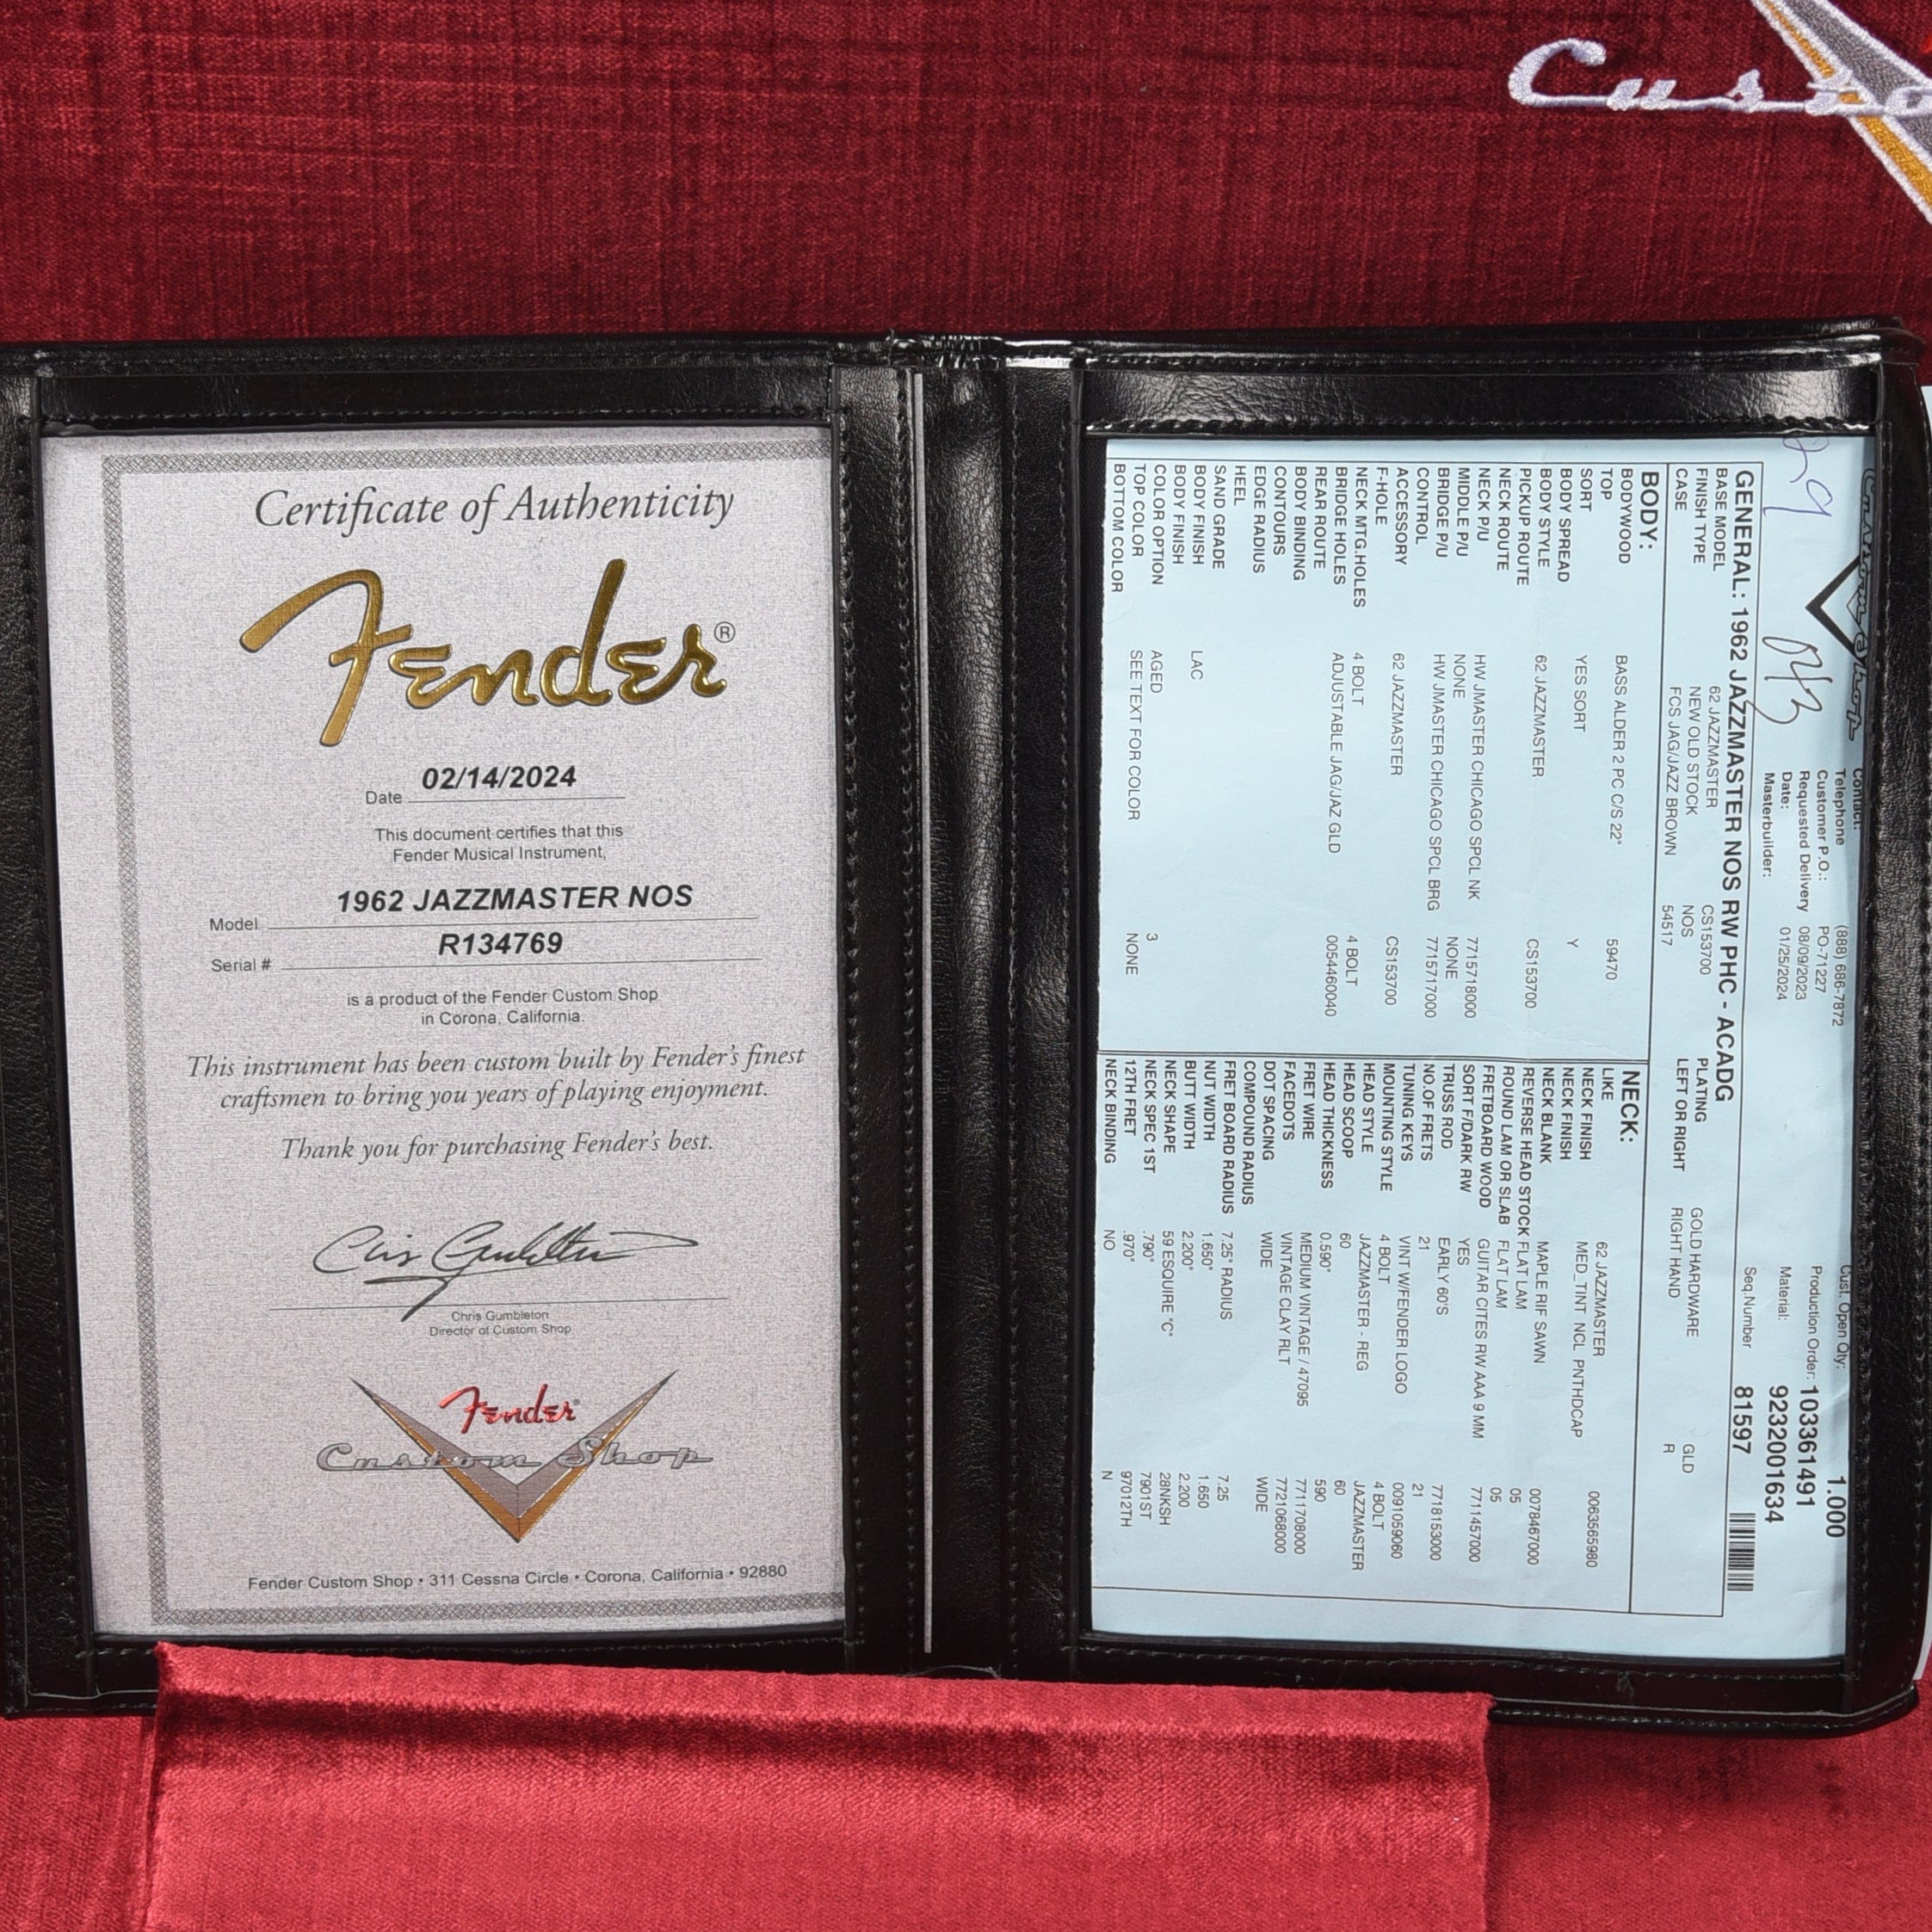 Custo
Certificate of Authenticity
Fender®
Date 02/14/2024
This document certifies that this
Fender Musical Instrument,
Model 1962 JAZZMASTER NOS
Serial # R134769
is a product of the Fender Custom Shop
in Corona, California.
This instrument has been custom built by Fender's finest
craftsmen to bring you years of playing enjoyment.
Thank you for purchasing Fender's best.
Chris Gumbleton
Director of Custom Shop
Fender
Custom Shop
Fender Custom Shop • 311 Cessna Circle • Corona, California • 92880
Custom Shop
29
Contact:
Telephone (888) 686-7872
Customer P.O.: PO-71227
Requested Delivery 08/09/2023
Date: 01/25/2024
Masterbuilder:
Cust. Open Qty: 1.000
Production Order: 103361491
Material: 9232001634
Seq.Number 81597
GENERAL: 1962 JAZZMASTER NOS RW PHC - ACADG
BASE MODEL 62 JAZZMASTER CS153700 PLATING GOLD HARDWARE GLD
FINISH TYPE NEW OLD STOCK NOS LEFT OR RIGHT RIGHT HAND R
CASE FCS JAG/JAZZ BROWN 54517
BODY:
BODYWOOD BASS ALDER 2 PC C/S 22" 59470
TOP
SORT YES SORT Y
BODY SPREAD
BODY STYLE 62 JAZZMASTER CS153700
PICKUP ROUTE
NECK ROUTE
NECK P/U HW JMASTER CHICAGO SPCL NK 7715718000
MIDDLE P/U NONE NONE
BRIDGE P/U HW JMASTER CHICAGO SPCL BRG 7715717000
CONTROL
ACCESSORY 62 JAZZMASTER CS153700
F-HOLE
NECK MTG.HOLES 4 BOLT 4 BOLT
BRIDGE HOLES ADJUSTABLE JAG/JAZ GLD 0054460040
REAR ROUTE
BODY BINDING
CONTOURS
EDGE RADIUS
HEEL
SAND GRADE
BODY FINISH LAC
BODY FINISH
COLOR OPTION AGED 3
TOP COLOR SEE TEXT FOR COLOR NONE
BOTTOM COLOR
NECK:
LIKE 62 JAZZMASTER 0063565980
NECK FINISH MED_TINT NCL PNTHDCAP
NECK FINISH
NECK BLANK MAPLE RIF SAWN 0078467000
REVERSE HEAD STOCK FLAT LAM 05
ROUND LAM OR SLAB FLAT LAM 05
FRETBOARD WOOD GUITAR CITES RW AAA 9 MM 7711457000
SORT F/DARK RW YES
TRUSS ROD EARLY 60'S 7718153000
NO.OF FRETS 21 21
TUNING KEYS VINT W/FENDER LOGO 0091059060
MOUNTING STYLE 4 BOLT 4 BOLT
HEAD STYLE JAZZMASTER - REG JAZZMASTER
HEAD SCOOP 60 60
HEAD THICKNESS 0.590" 590
FRET WIRE MEDIUM VINTAGE / 47095 7711708000
FACEDOTS VINTAGE CLAY RLT 7721068000
DOT SPACING WIDE WIDE
COMPOUND RADIUS
FRET BOARD RADIUS 7.25" RADIUS 7.25
NUT WIDTH 1.650" 1.650
BUTT WIDTH 2.200" 2.200
NECK SHAPE 59 ESQUIRE "C" 28NKSH
NECK SPEC 1ST .790" 7901ST
12TH FRET .970" 97012TH
NECK BINDING NO N